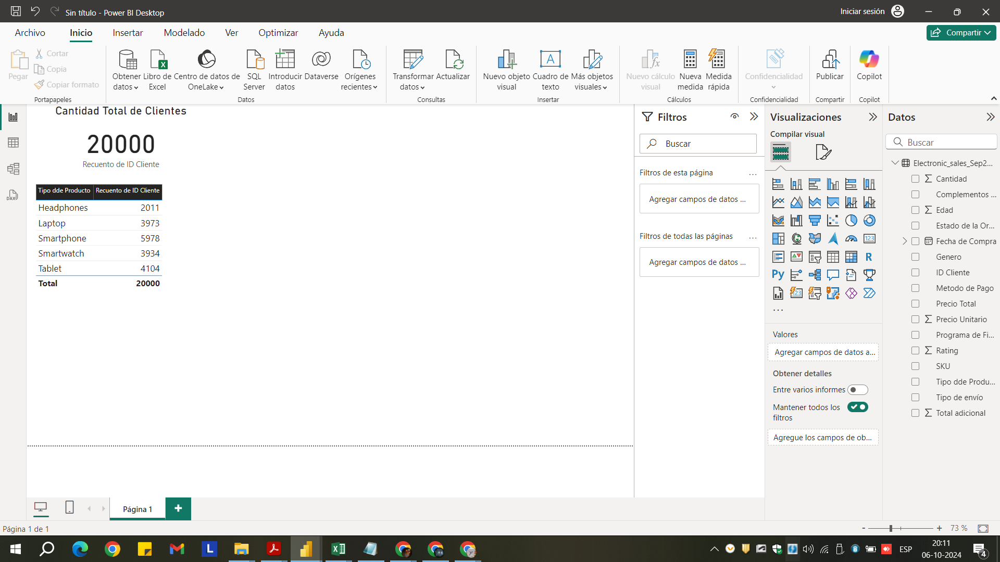 Sin título - Power BI Desktop
Iniciar sesión
Archivo Inicio Insertar Modelado Ver Optimizar Ayuda
Compartir
Pegar
Cortar
Copia
Copiar formato
Portapapeles
Obtener datos
Libro de Excel
Centro de datos de OneLake
SQL Server
Introducir datos
Dataverse
Orígenes recientes
Datos
Transformar datos
Actualizar
Consultas
Nuevo objeto visual
Cuadro de texto
Más objetos visuales
Insertar
Nuevo cálculo visual
Nueva medida
Medida rápida
Cálculos
Confidencialidad
Confidencialidad
Publicar
Compartir
Copilot
Copilot
Cantidad Total de Clientes
20000
Recuento de ID Cliente
Tipo dde Producto Recuento de ID Cliente
Headphones 2011
Laptop 3973
Smartphone 5978
Smartwatch 3934
Tablet 4104
Total 20000
Filtros
Buscar
Filtros de esta página ...
Agregar campos de datos ...
Filtros de todas las páginas ...
Agregar campos de datos ...
Visualizaciones
Compilar visual
123
R
Py
123
...
Valores
Agregar campos de datos a...
Obtener detalles
Entre varios informes
Mantener todos los
filtros
Agregue los campos de ob...
Datos
Buscar
Electronic_sales_Sep2...
Σ Cantidad
Complementos ...
Σ Edad
Estado de la Or...
Fecha de Compra
Genero
ID Cliente
Metodo de Pago
Precio Total
Σ Precio Unitario
Programa de Fi...
Σ Rating
SKU
Tipo dde Produ...
Tipo de envío
Σ Total adicional
DAX
Página 1
+
Página 1 de 1
- + 73 %
L
ESP
20:11
06-10-2024
4